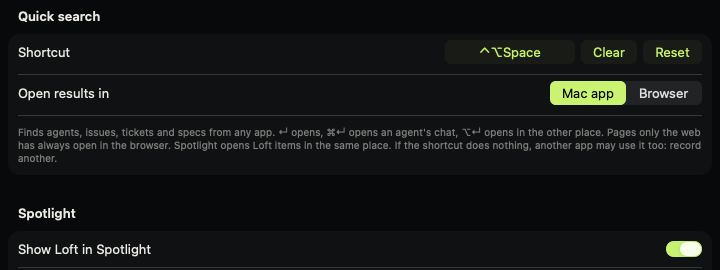 Quick search
Shortcut ^⌥Space Clear Reset
Open results in Mac app Browser
Finds agents, issues, tickets and specs from any app. ↵ opens, ⌘↵ opens an agent's chat, ⌥↵ opens in the other place. Pages only the web
has always open in the browser. Spotlight opens Loft items in the same place. If the shortcut does nothing, another app may use it too: record
another.
Spotlight
Show Loft in Spotlight